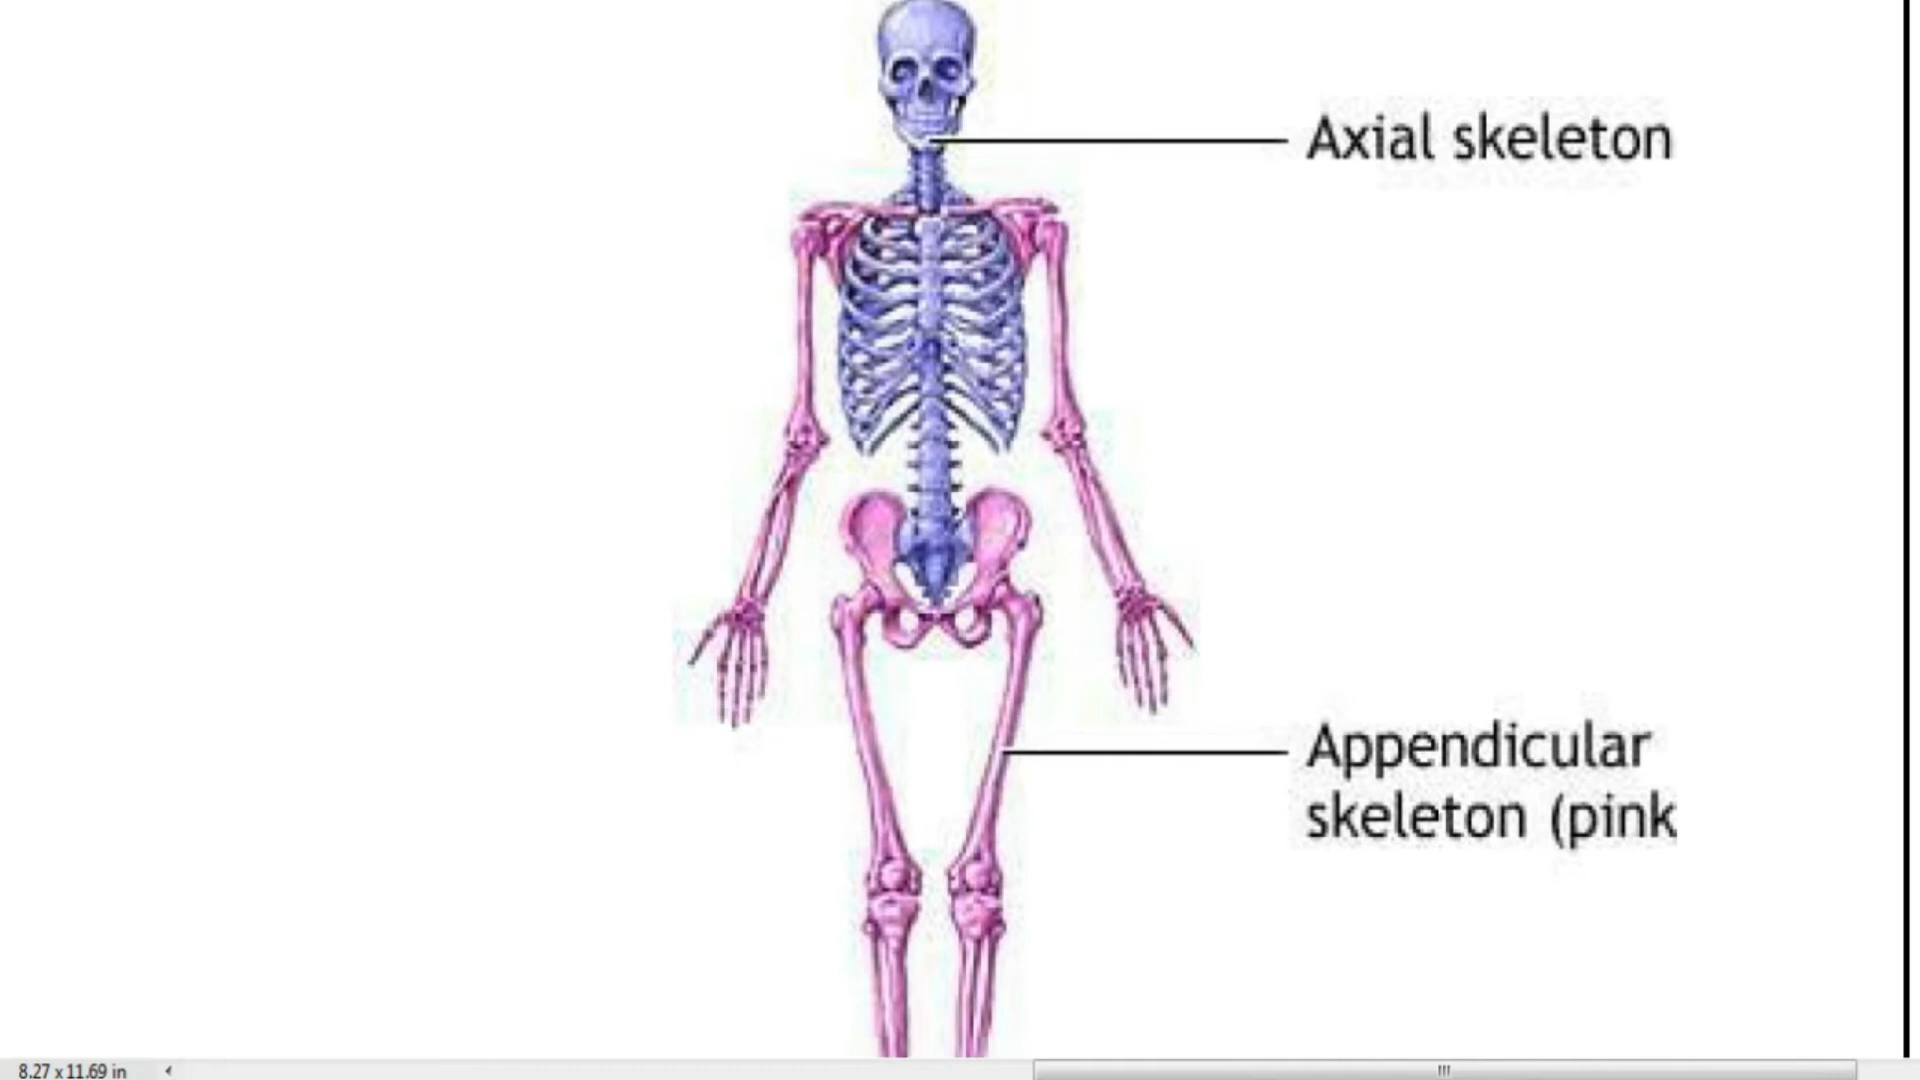 Axial skeleton
Appendicular
skeleton (pink
8.27 x 11.69 in